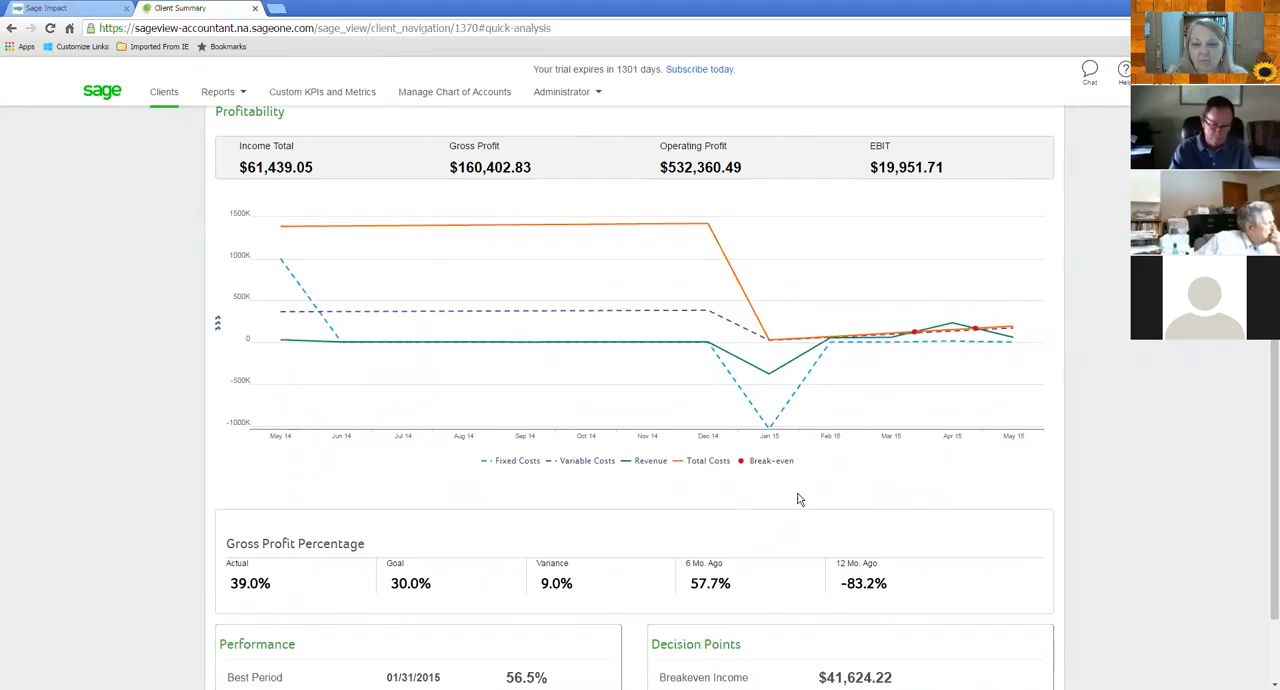 Sage Impact
Client Summary
https://sageview-accountant.na.sageone.com/sage_view/client_navigation/1370#quick-analysis
Apps Customize Links Imported From IE Bookmarks
Your trial expires in 1301 days. Subscribe today.
sage Clients Reports Custom KPIs and Metrics Manage Chart of Accounts Administrator Chat Help
Profitability
Income Total Gross Profit Operating Profit EBIT
$61,439.05 $160,402.83 $532,360.49 $19,951.71
1500K
1000K
500K
0
-500K
-1000K
May 14 Jun 14 Jul 14 Aug 14 Sep 14 Oct 14 Nov 14 Dec 14 Jan 15 Feb 15 Mar 15 Apr 15 May 15
Fixed Costs Variable Costs Revenue Total Costs Break-even
Gross Profit Percentage
Actual Goal Variance 6 Mo. Ago 12 Mo. Ago
39.0% 30.0% 9.0% 57.7% -83.2%
Performance
Best Period 01/31/2015 56.5%
Decision Points
Breakeven Income $41,624.22